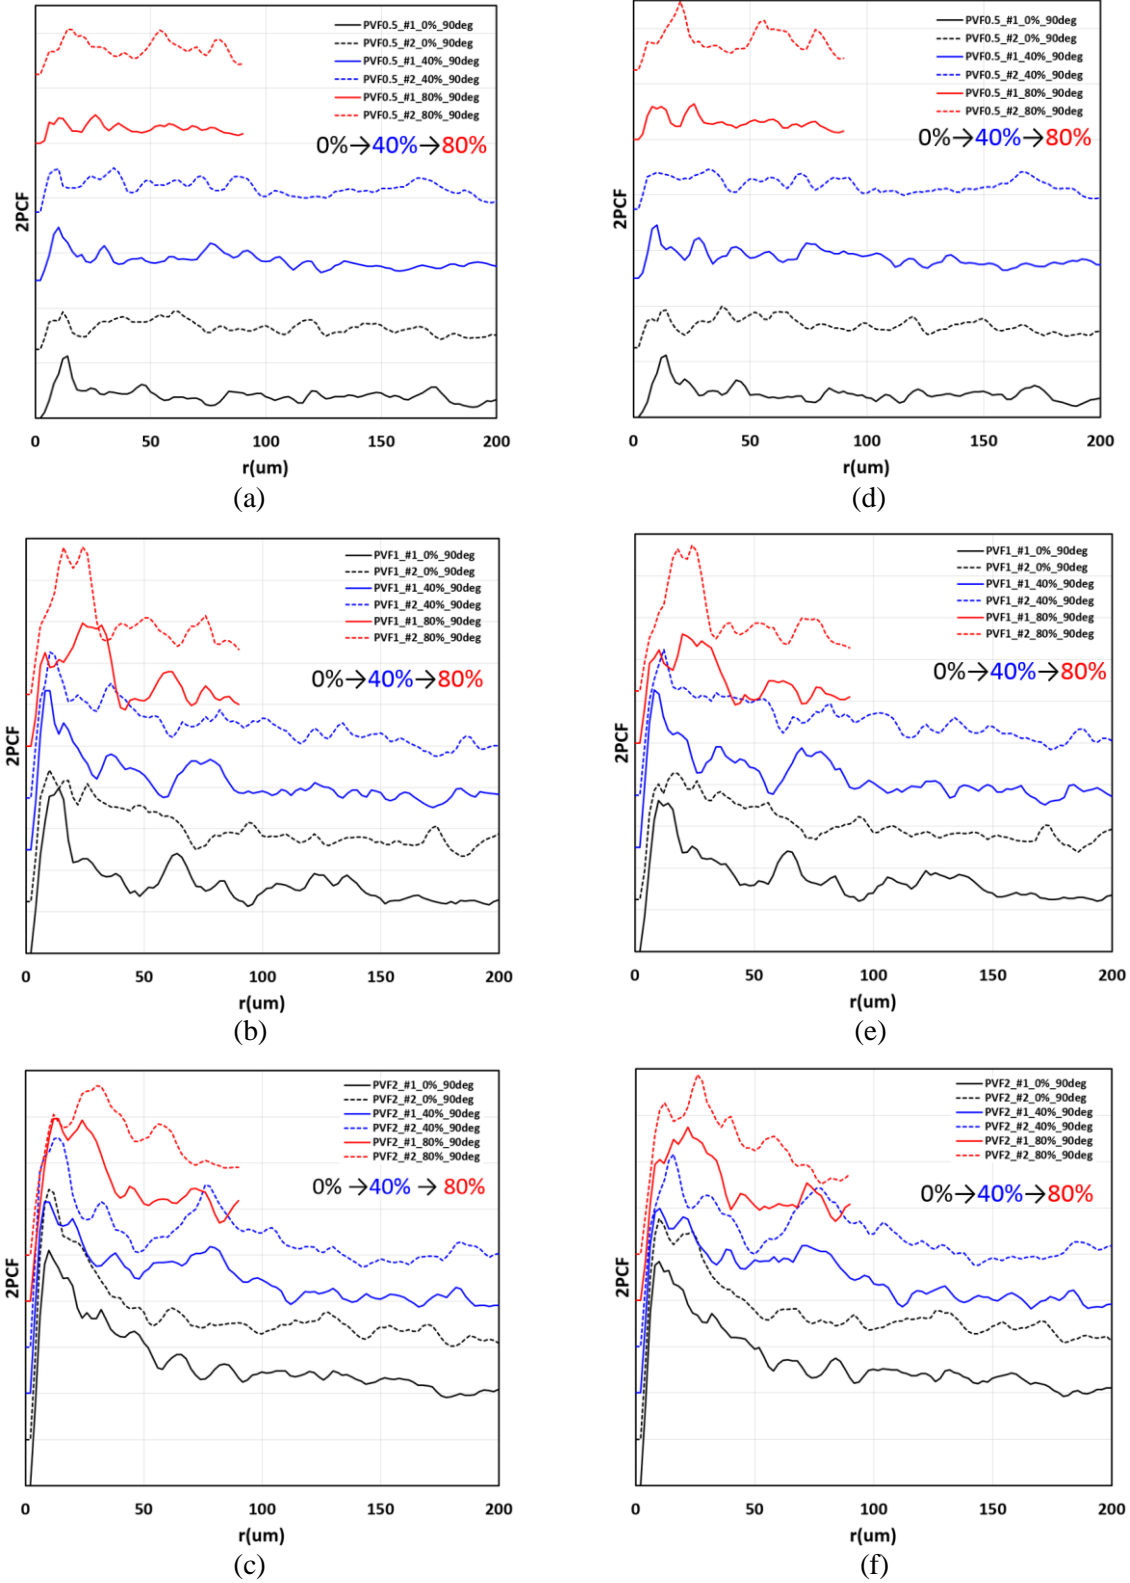 PVF0.5_#1_0%_90deg
PVF0.5_#2_0%_90deg
PVF0.5_#1_40%_90deg
PVF0.5_#2_40%_90deg
PVF0.5_#1_80%_90deg
PVF0.5_#2_80%_90deg
0%→40%→80%
2PCF
0 50 100 150 200
r(um)
(a)
PVF0.5_#1_0%_90deg
PVF0.5_#2_0%_90deg
PVF0.5_#1_40%_90deg
PVF0.5_#2_40%_90deg
PVF0.5_#1_80%_90deg
PVF0.5_#2_80%_90deg
0%→40%→80%
2PCF
0 50 100 150 200
r(um)
(d)
PVF1_#1_0%_90deg
PVF1_#2_0%_90deg
PVF1_#1_40%_90deg
PVF1_#2_40%_90deg
PVF1_#1_80%_90deg
PVF1_#2_80%_90deg
0%→40%→80%
2PCF
0 50 100 150 200
r(um)
(b)
PVF1_#1_0%_90deg
PVF1_#2_0%_90deg
PVF1_#1_40%_90deg
PVF1_#2_40%_90deg
PVF1_#1_80%_90deg
PVF1_#2_80%_90deg
0%→40%→80%
2PCF
0 50 100 150 200
r(um)
(e)
PVF2_#1_0%_90deg
PVF2_#2_0%_90deg
PVF2_#1_40%_90deg
PVF2_#2_40%_90deg
PVF2_#1_80%_90deg
PVF2_#2_80%_90deg
0%→40% → 80%
2PCF
0 50 100 150 200
r(um)
(c)
PVF2_#1_0%_90deg
PVF2_#2_0%_90deg
PVF2_#1_40%_90deg
PVF2_#2_40%_90deg
PVF2_#1_80%_90deg
PVF2_#2_80%_90deg
0%→40%→80%
2PCF
0 50 100 150 200
r(um)
(f)